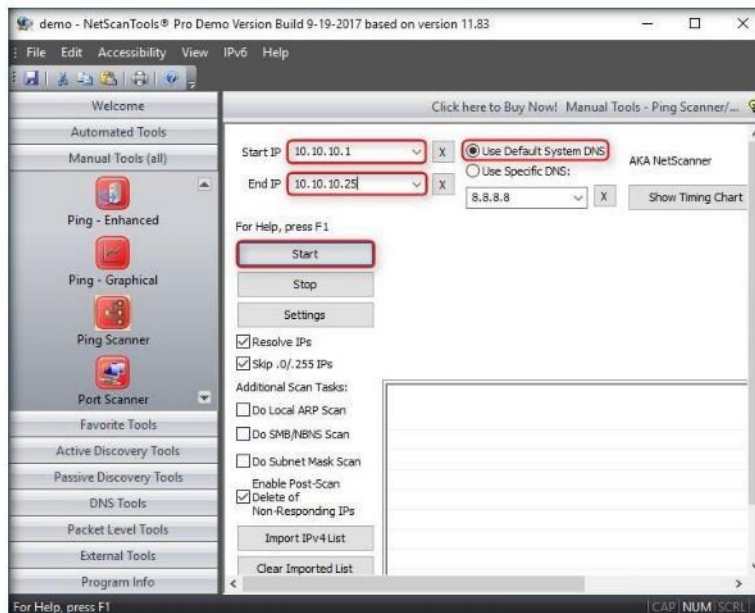 demo - NetScanTools® Pro Demo Version Build 9-19-2017 based on version 11.83
File Edit Accessibility View IPv6 Help
Welcome
Automated Tools
Manual Tools (all)
Ping - Enhanced
Ping - Graphical
Ping Scanner
Port Scanner
Favorite Tools
Active Discovery Tools
Passive Discovery Tools
DNS Tools
Packet Level Tools
External Tools
Program Info
Click here to Buy Now! Manual Tools - Ping Scanner/...
Start IP 10.10.10.1 X Use Default System DNS
End IP 10.10.10.25 X Use Specific DNS:
8.8.8.8 X
AKA NetScanner
Show Timing Chart
For Help, press F1
Start
Stop
Settings
Resolve IPs
Skip .0/.255 IPs
Additional Scan Tasks:
Do Local ARP Scan
Do SMB/NBNS Scan
Do Subnet Mask Scan
Enable Post-Scan
Delete of
Non-Responding IPs
Import IPv4 List
Clear Imported List
For Help, press F1 CAP NUM SCRL